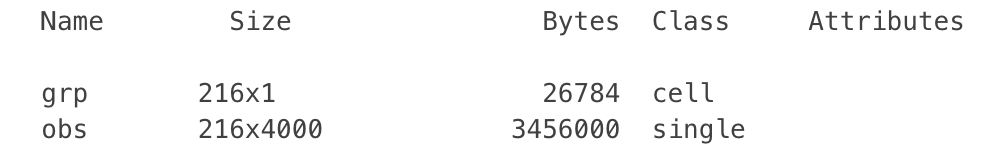 Name Size Bytes Class Attributes
grp 216x1 26784 cell
obs 216x4000 3456000 single